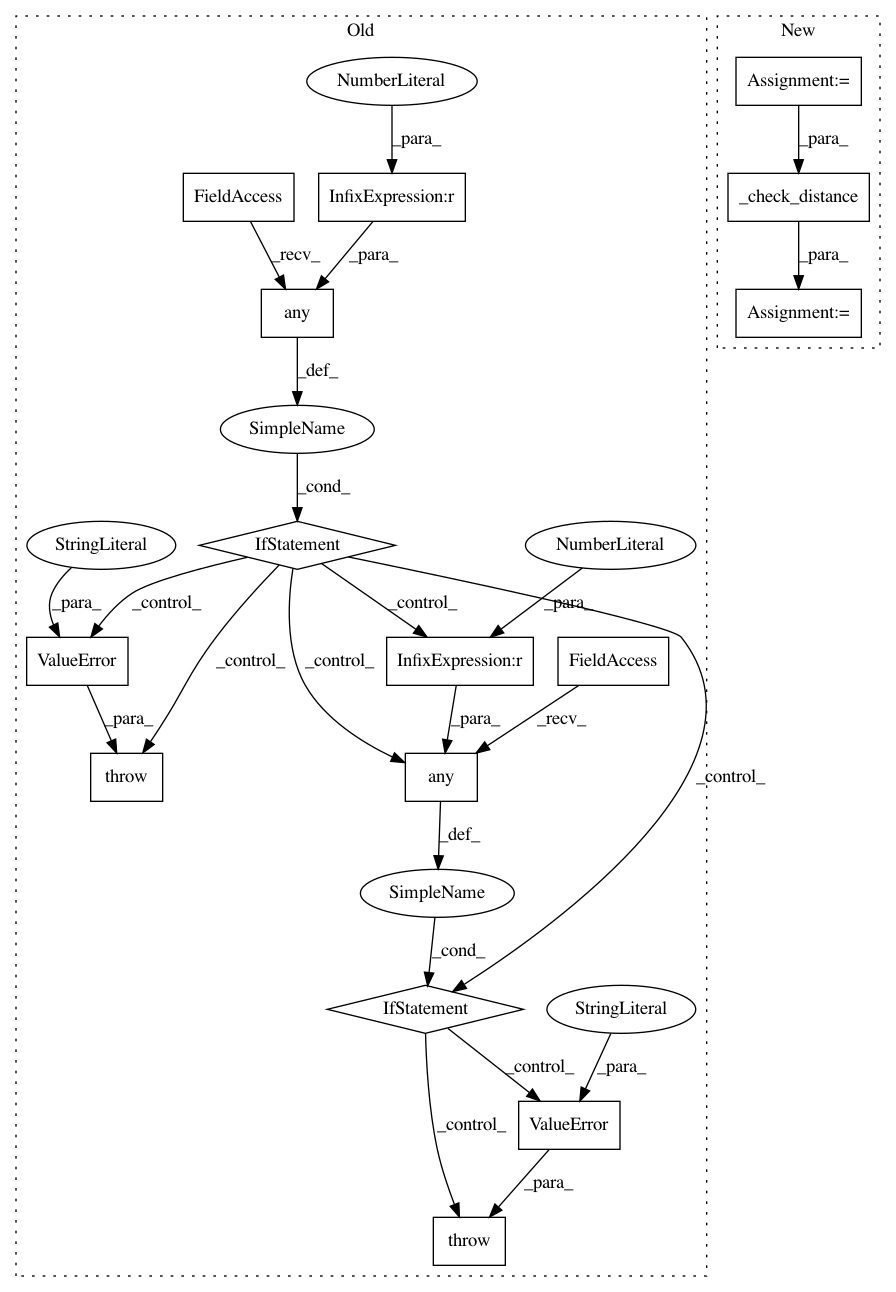 Old
New
NumberLiteral
Assignment:=
_para_
_para_
FieldAccess
InfixExpression:r
_check_distance
_recv_
_para_
_para_
any
Assignment:=
_def_
SimpleName
_cond_
StringLiteral
IfStatement
NumberLiteral
_para_
_control_
_control_
_para_
ValueError
_control_
_control_
InfixExpression:r
FieldAccess
_para_
_para_
_recv_
throw
any
_control_
_def_
SimpleName
_cond_
IfStatement
StringLiteral
_control_
_para_
_control_
ValueError
_para_
throw